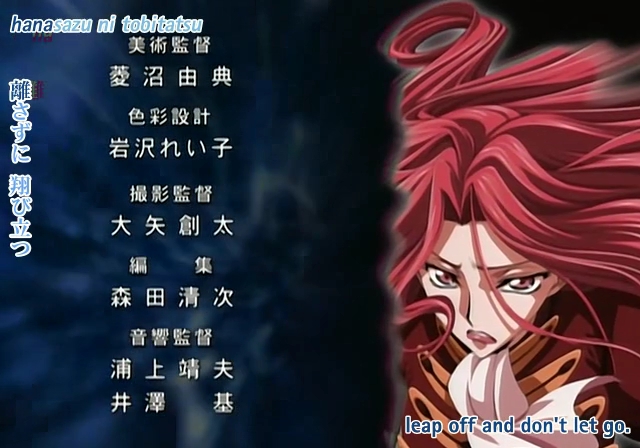 hanasazu ni tobitatsu
離さずに 翔び立つ
美術監督
菱沼由典
色彩設計
岩沢れい子
撮影監督
大矢創太
編集
森田清次
音響監督
浦上靖夫
井澤基
leap off and don't let go.